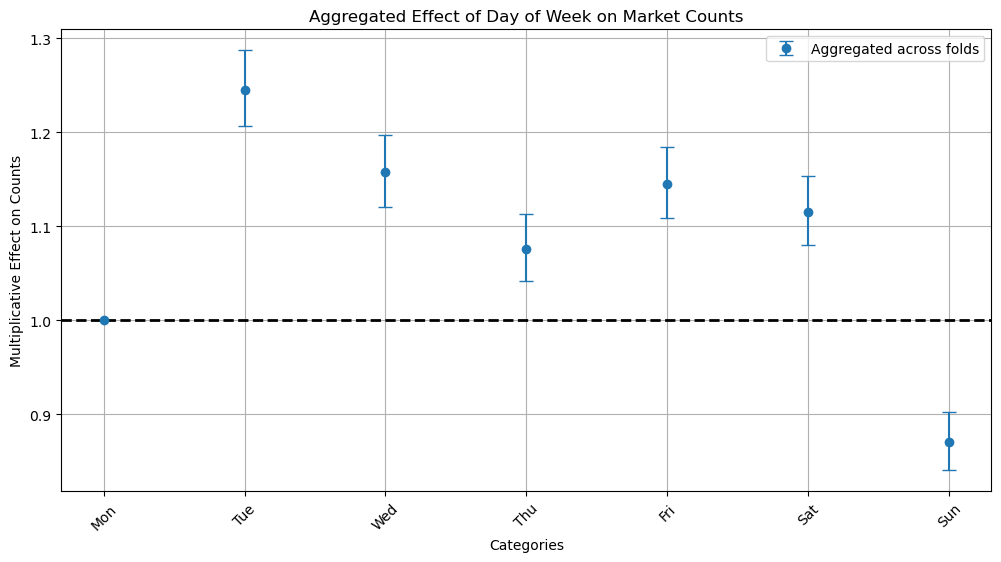 Aggregated Effect of Day of Week on Market Counts
Aggregated across folds
Multiplicative Effect on Counts
1.3
1.2
1.1
1.0
0.9
Mon
Tue
Wed
Thu
Fri
Sat
Sun
Categories